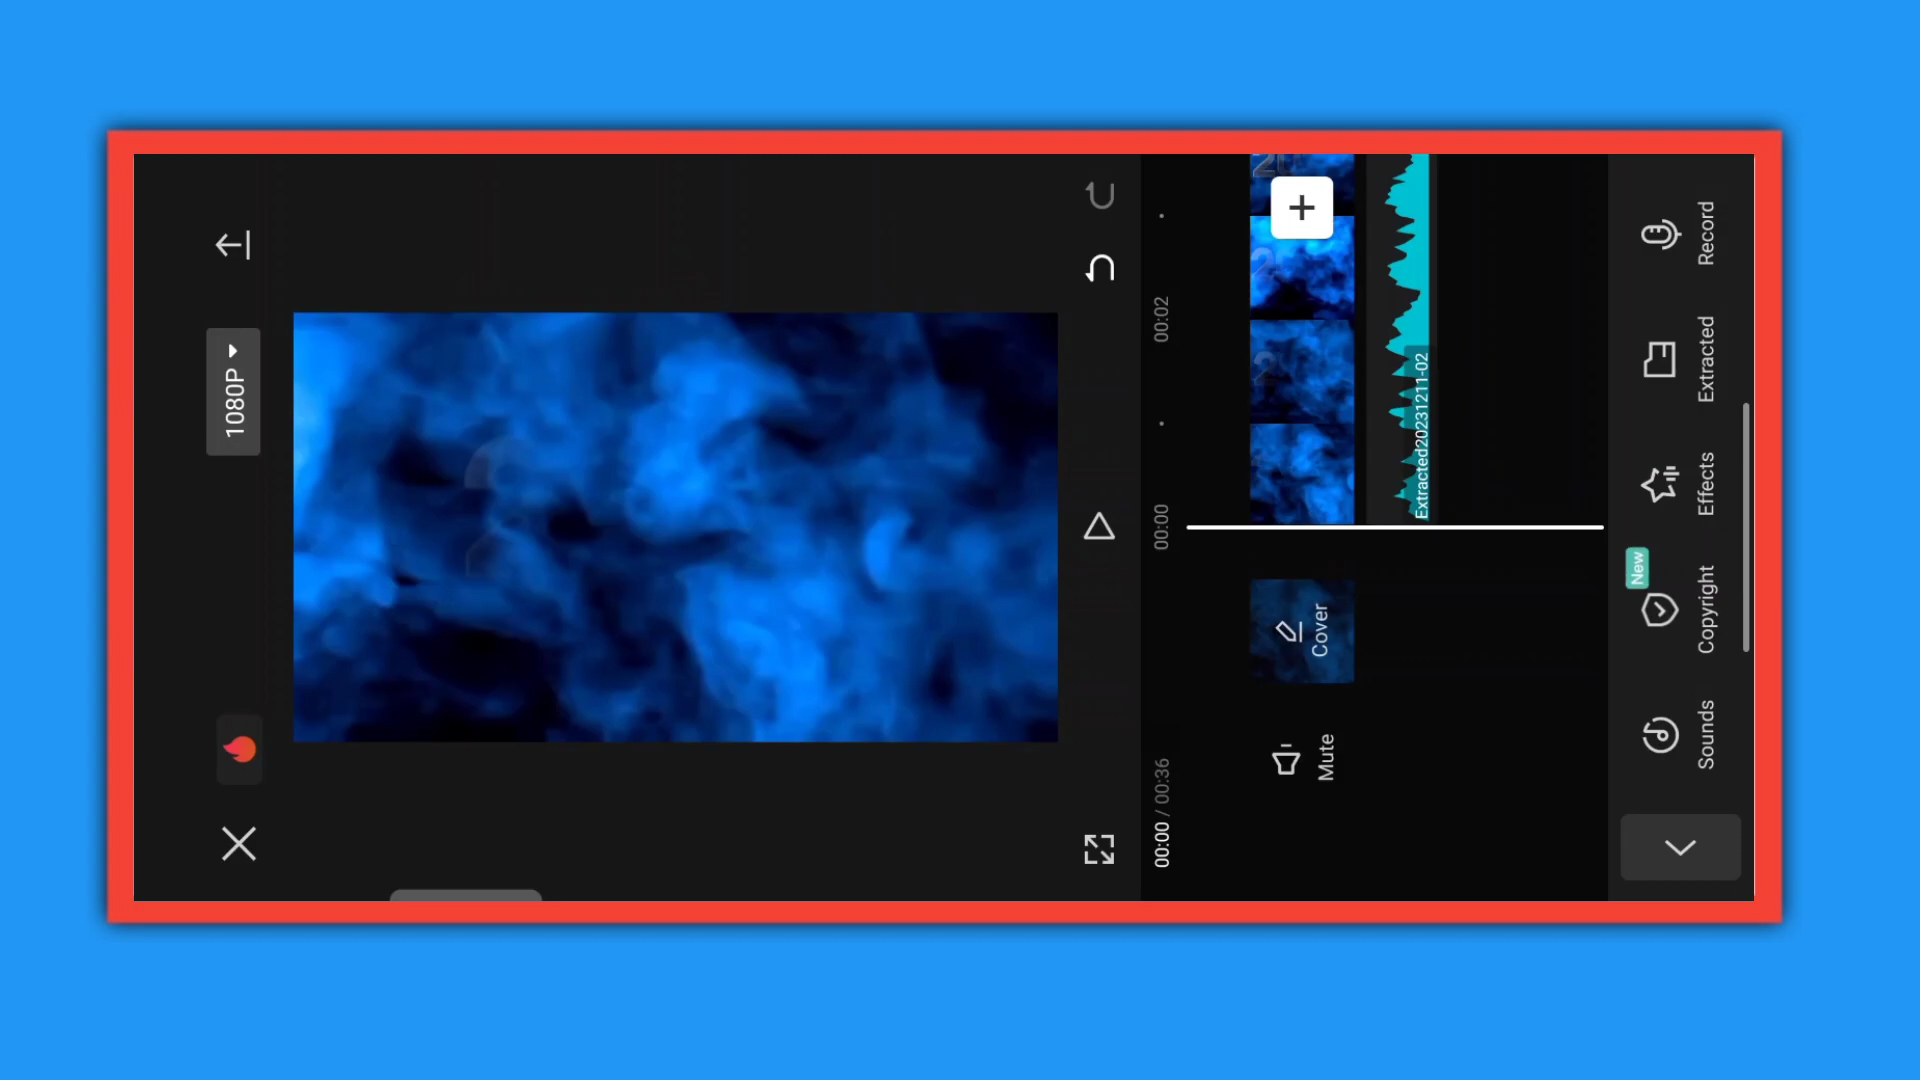 1080P
00:00 / 00:36
00:00
00:02
Mute
Cover
Extracted20231211-02
Sounds
Copyright
New
Effects
Extracted
Record